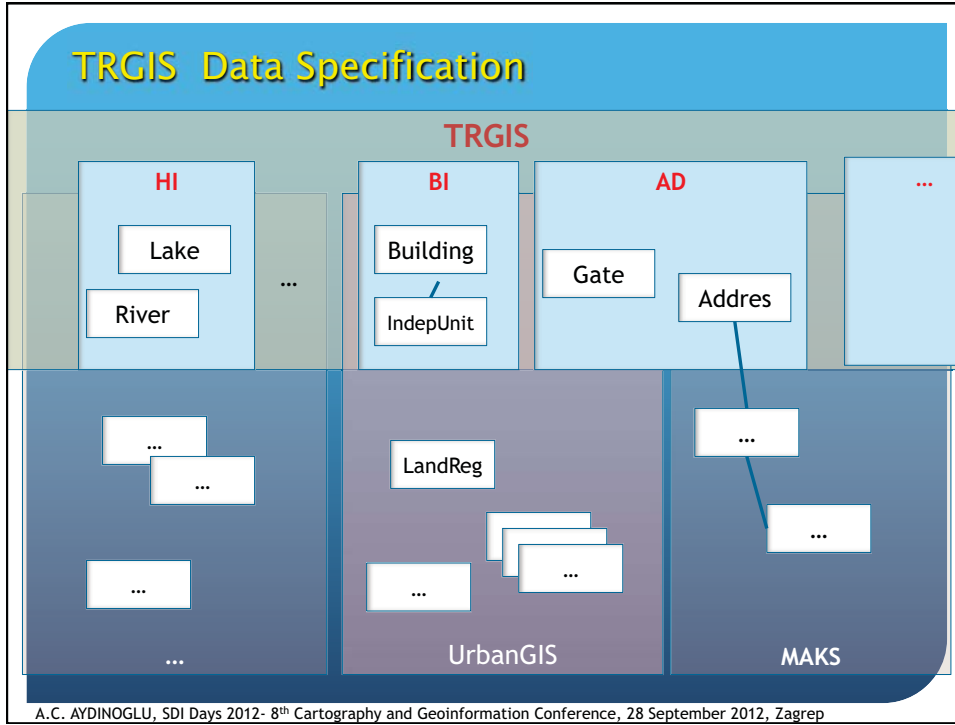 TRGIS Data Specification
TRGIS
HI
BI
AD
…
Lake
River
…
Building
IndepUnit
Gate
Addres
…
…
…
LandReg
…
…
…
…
…
…
UrbanGIS
MAKS
A.C. AYDINOGLU, SDI Days 2012- 8th Cartography and Geoinformation Conference, 28 September 2012, Zagrep